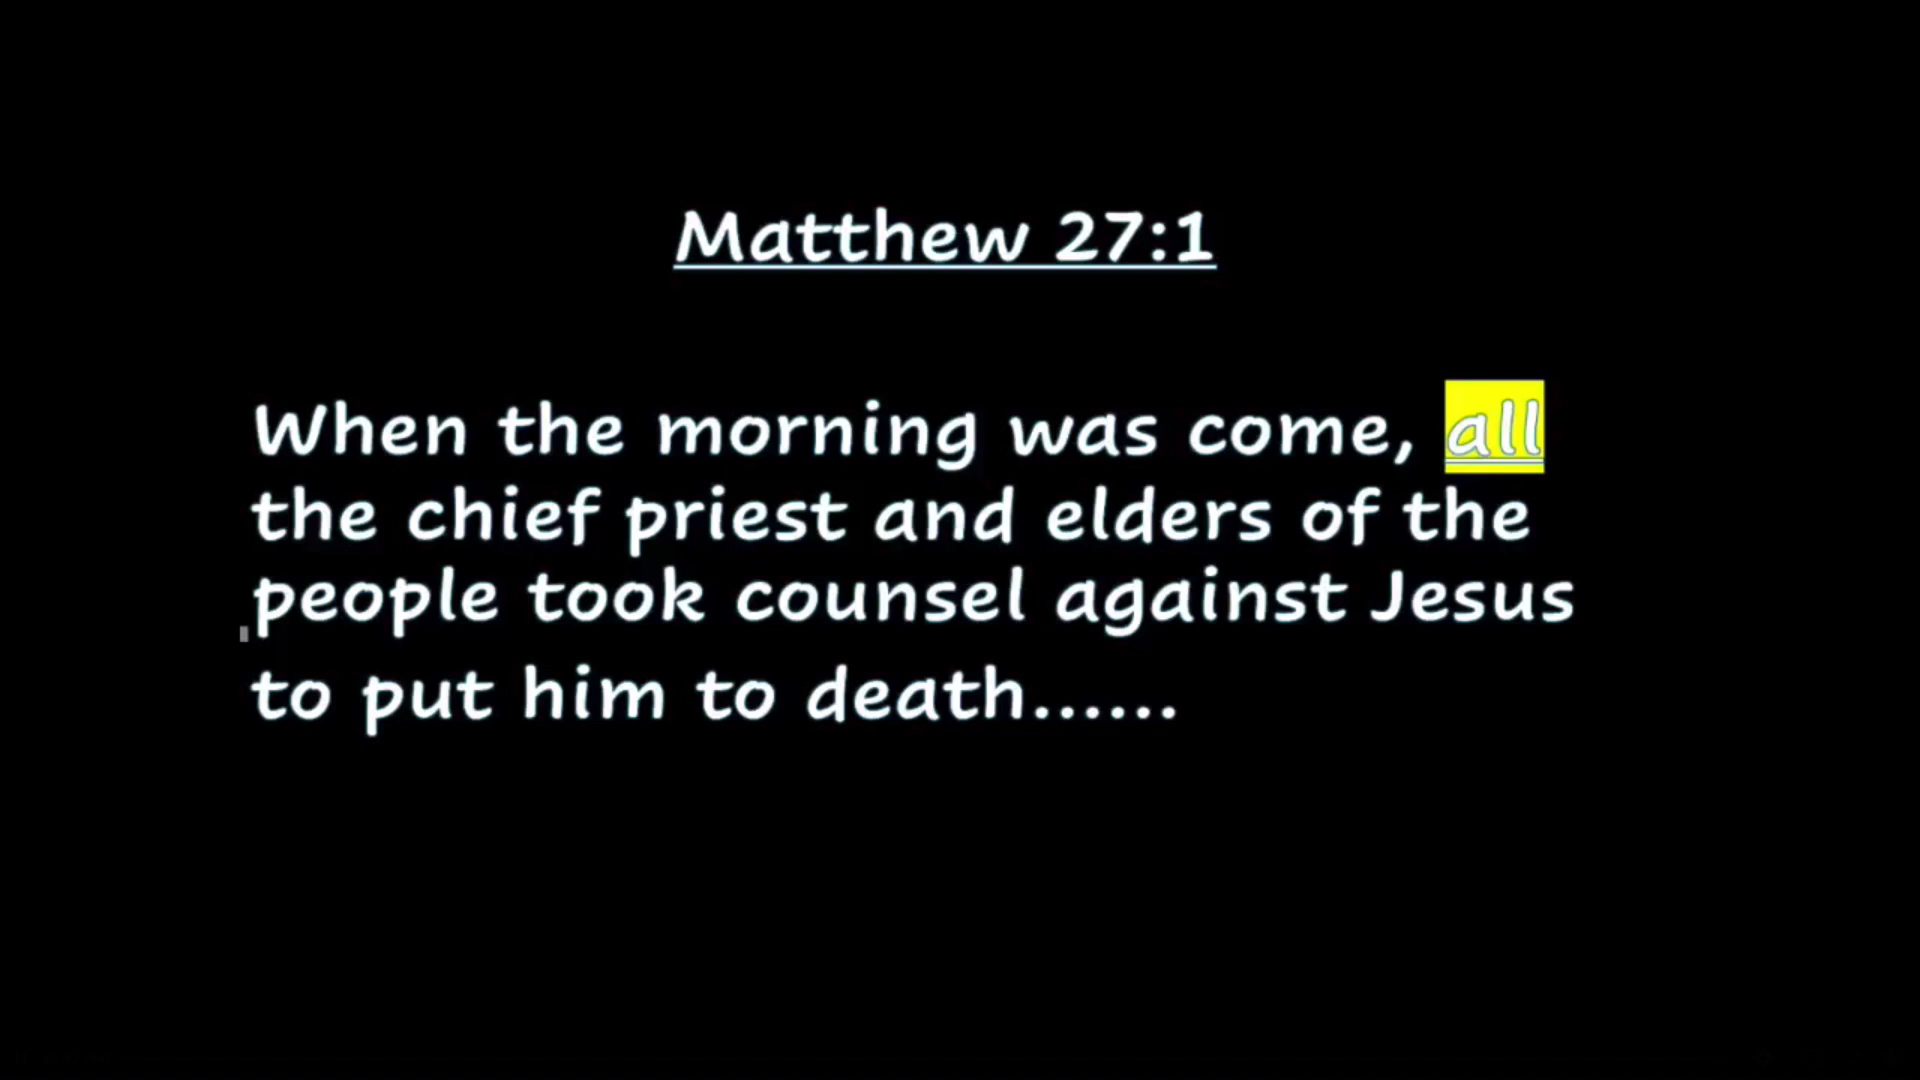 Matthew 27:1
When the morning was come, all
the chief priest and elders of the
people took counsel against Jesus
to put him to death......